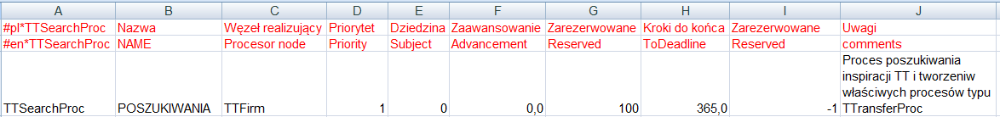 A B C D E F G H I J
#pl*TTSearchProc Nazwa Węzeł realizujący Priorytet Dziedzina Zaawansowanie Zarezerwowane Kroki do końca Zarezerwowane Uwagi
#en*TTSearchProc NAME Procesor node Priority Subject Advancement Reserved ToDeadline Reserved comments
Proces poszukiwania
inspiracji TT i tworzeniw
właściwych procesów typu
TTSearchProc POSZUKIWANIA TTFirm 1 0 0,0 100 365,0 -1 TTransferProc